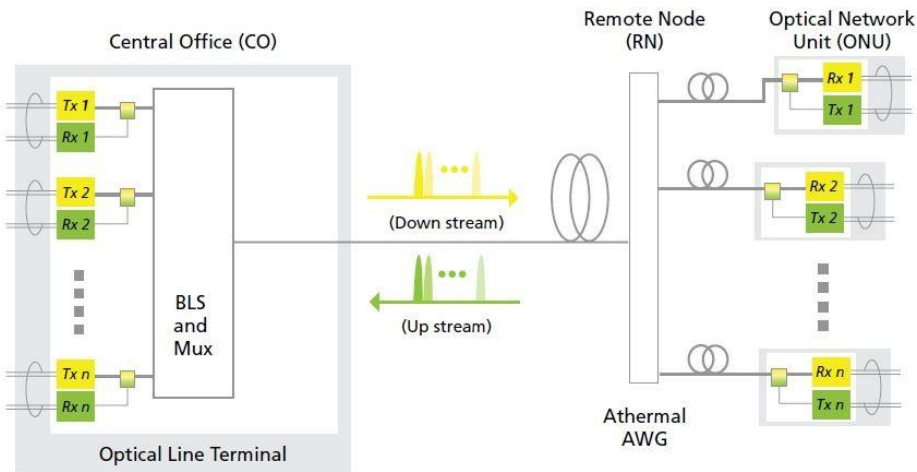 Central Office (CO)
Remote Node
(RN)
Optical Network
Unit (ONU)
Tx 1
Rx 1
Tx 2
Rx 2
Tx n
Rx n
BLS
and
Mux
Optical Line Terminal
(Down stream)
(Up stream)
Athermal
AWG
Rx 1
Tx 1
Rx 2
Tx 2
Rx n
Tx n